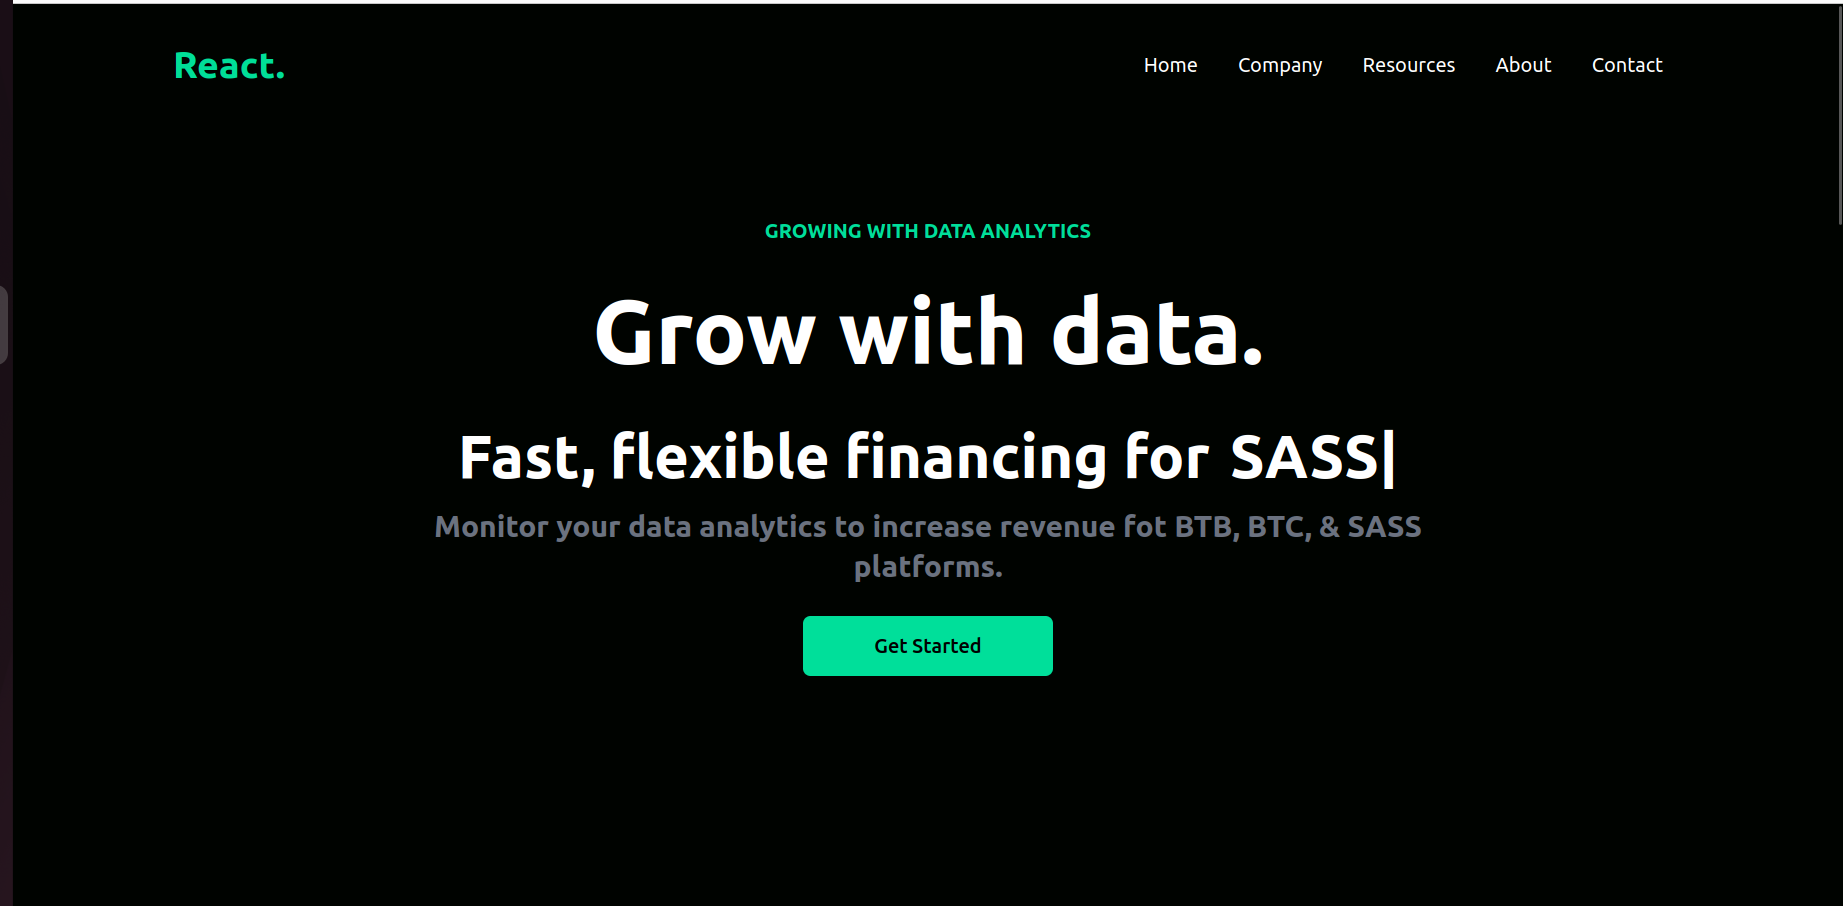 React.
Home Company Resources About Contact
GROWING WITH DATA ANALYTICS
Grow with data.
Fast, flexible financing for SASS|
Monitor your data analytics to increase revenue fot BTB, BTC, & SASS
platforms.
Get Started